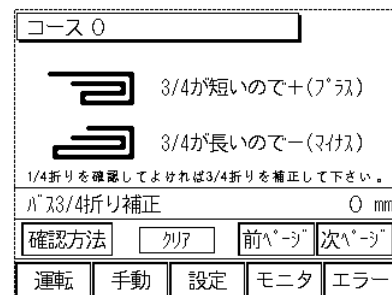 コース 0
3/4が短いので＋(ﾌﾟﾗｽ)
3/4が長いのでー(ﾏｲﾅｽ)
1/4折りを確認してよければ3/4折りを補正して下さい。
ﾊﾞｽ3/4折り補正 0 mm
確認方法 ｸﾘｱ 前ﾍﾟｰｼﾞ 次ﾍﾟｰｼﾞ
運転 手動 設定 モニタ エラー